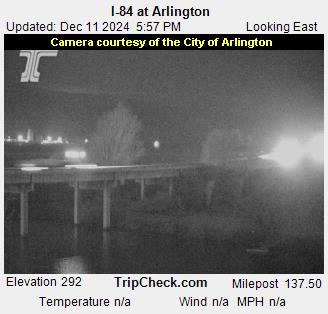 I-84 at Arlington
Updated: Dec 11 2024 5:57 PM Looking East
Camera courtesy of the City of Arlington
Elevation 292 TripCheck.com Milepost 137.50
Temperature n/a Wind n/a MPH n/a